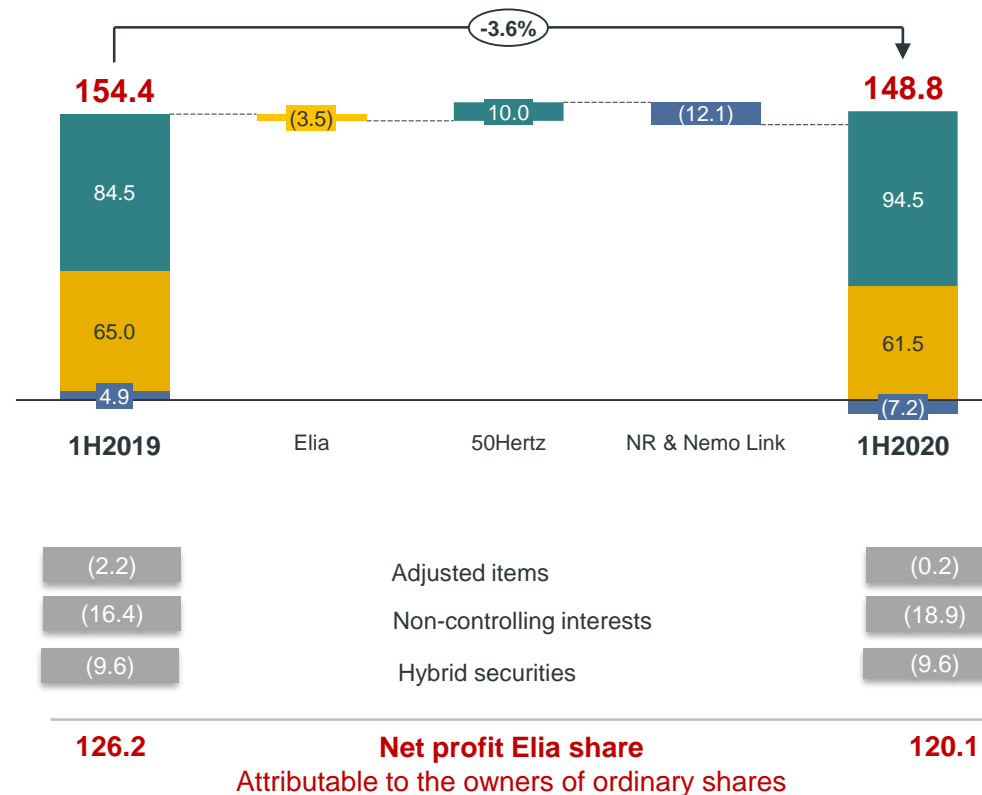 -3.6%
154.4
148.8
(3.5)
10.0
(12.1)
84.5
94.5
65.0
61.5
4.9
(7.2)
1H2019
Elia
50Hertz
NR & Nemo Link
1H2020
(2.2)
Adjusted items
(0.2)
(16.4)
Non-controlling interests
(18.9)
(9.6)
Hybrid securities
(9.6)
126.2
Net profit Elia share
120.1
Attributable to the owners of ordinary shares